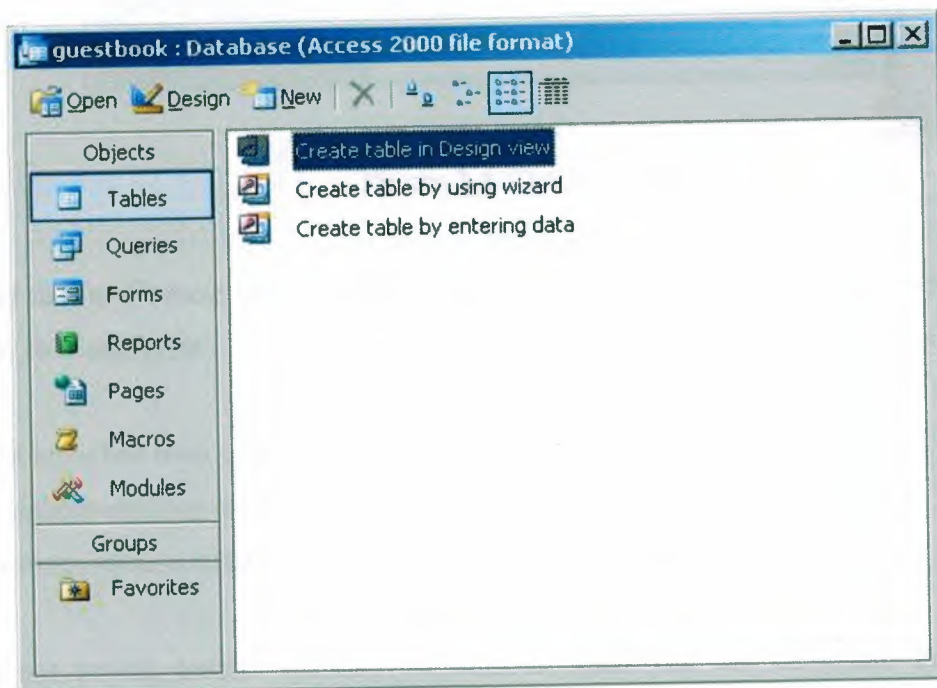 guestbook : Database (Access 2000 file format)
Open Design New
Objects
Tables
Queries
Forms
Reports
Pages
Macros
Modules
Groups
Favorites
Create table in Design view
Create table by using wizard
Create table by entering data